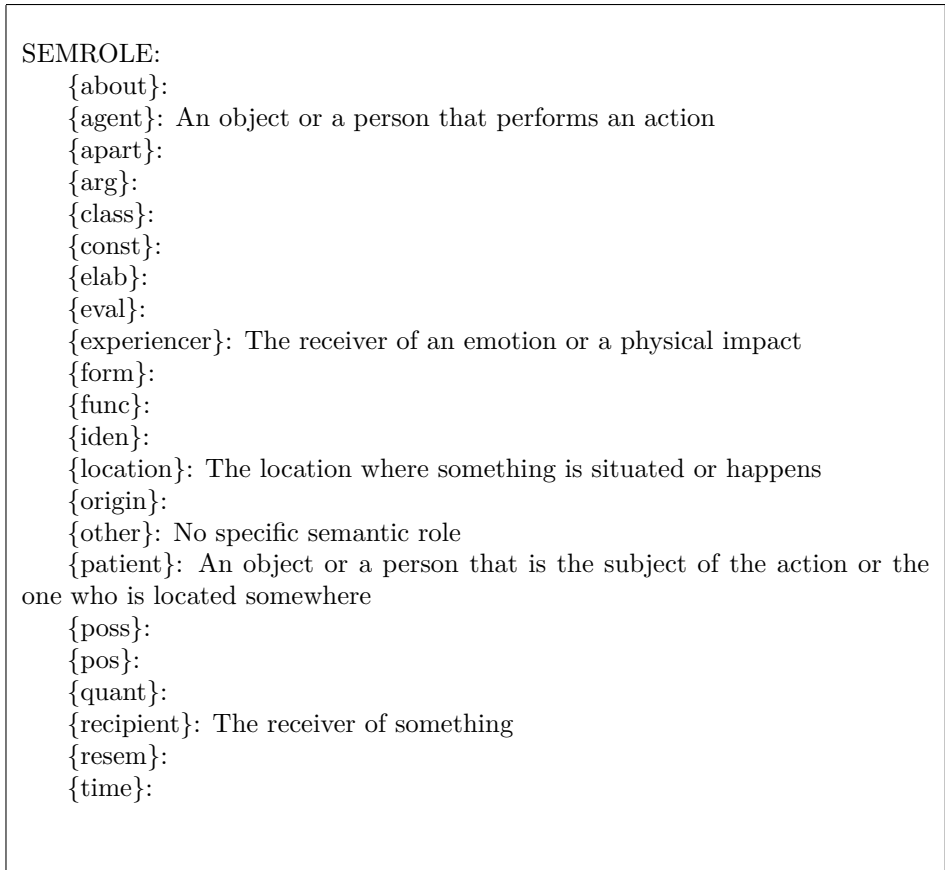 SEMROLE:
{about}:
{agent}: An object or a person that performs an action
{apart}:
{arg}:
{class}:
{const}:
{elab}:
{eval}:
{experiencer}: The receiver of an emotion or a physical impact
{form}:
{func}:
{iden}:
{location}: The location where something is situated or happens
{origin}:
{other}: No specific semantic role
{patient}: An object or a person that is the subject of the action or the
one who is located somewhere
{poss}:
{pos}:
{quant}:
{recipient}: The receiver of something
{resem}:
{time}: